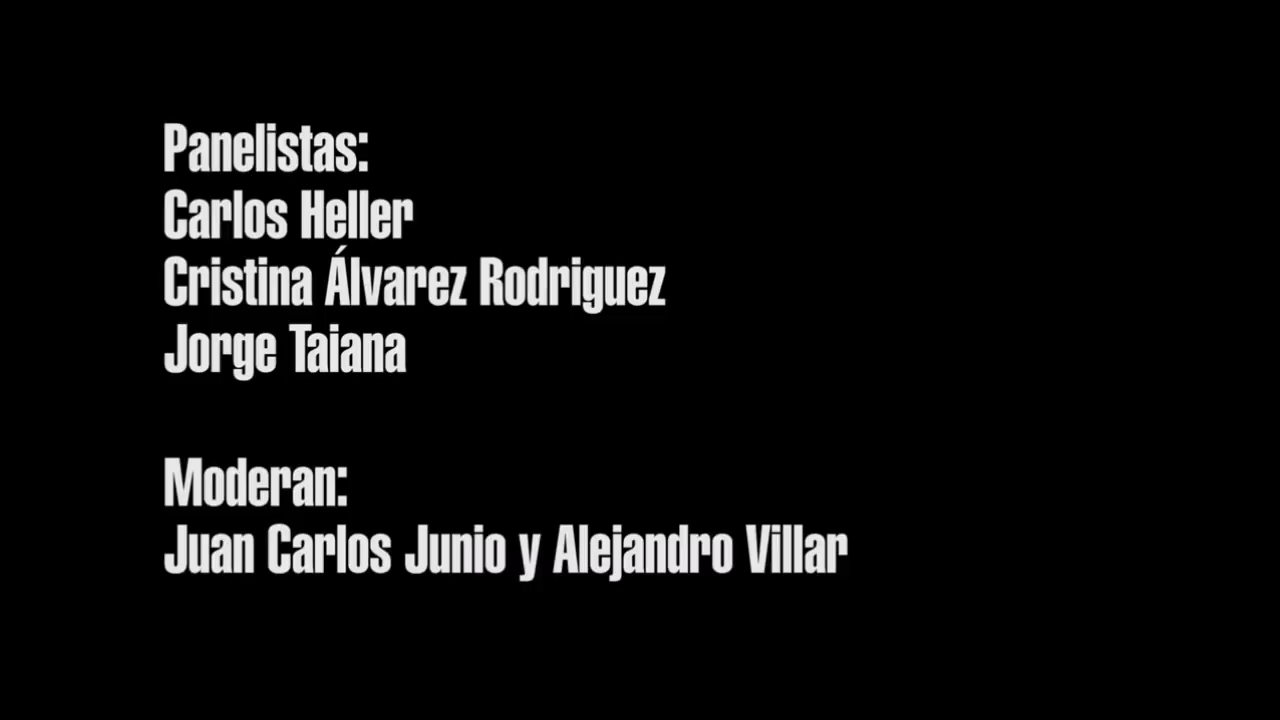 Panelistas:
Carlos Heller
Cristina Álvarez Rodriguez
Jorge Taiana
Moderan:
Juan Carlos Junio y Alejandro Villar